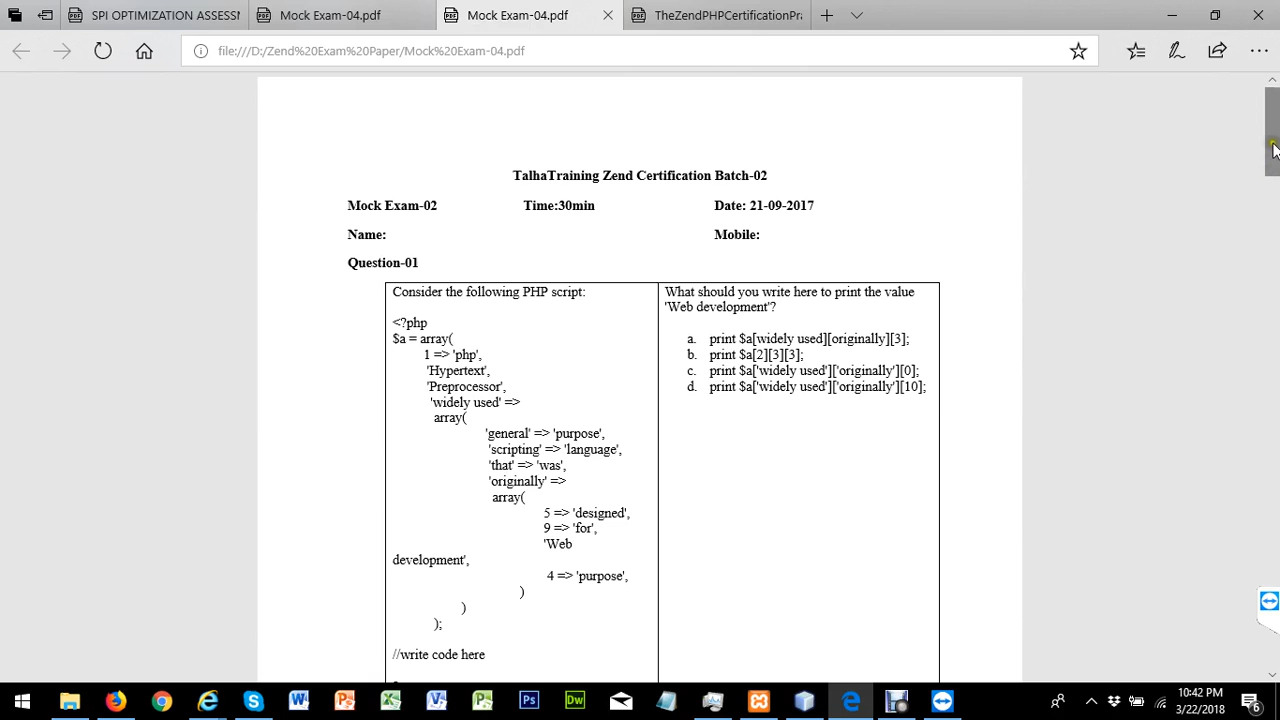 SPI OPTIMIZATION ASSESSI
Mock Exam-04.pdf
Mock Exam-04.pdf
TheZendPHPCertificationPra
file:///D:/Zend%20Exam%20Paper/Mock%20Exam-04.pdf
TalhaTraining Zend Certification Batch-02
Mock Exam-02 Time:30min Date: 21-09-2017
Name: Mobile:
Question-01
Consider the following PHP script:
<?php
$a = array(
1 => 'php',
'Hypertext',
'Preprocessor',
'widely used' =>
array(
'general' => 'purpose',
'scripting' => 'language',
'that' => 'was',
'originally' =>
array(
5 => 'designed',
9 => 'for',
'Web
development',
4 => 'purpose',
)
)
);
//write code here
What should you write here to print the value
'Web development'?
a. print $a[widely used][originally][3];
b. print $a[2][3][3];
c. print $a['widely used']['originally'][0];
d. print $a['widely used']['originally'][10];
10:42 PM
3/22/2018
6